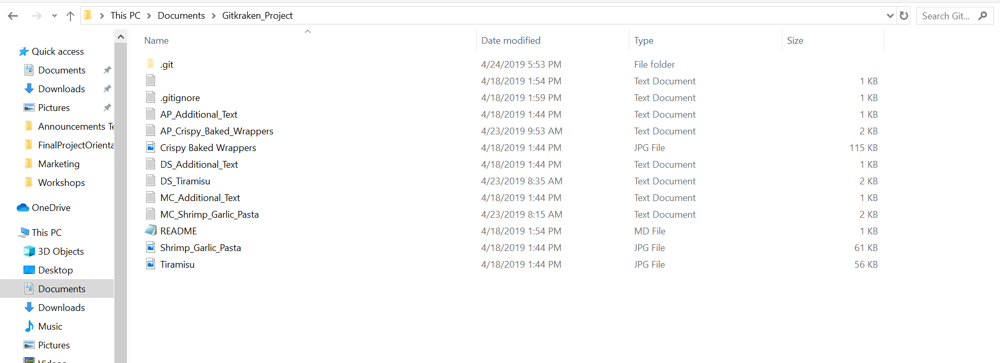 This PC > Documents > Gitkraken_Project
Search Git...
Quick access
Documents
Downloads
Pictures
Announcements Te
FinalProjectOrienta
Marketing
Workshops
OneDrive
This PC
3D Objects
Desktop
Documents
Downloads
Music
Pictures
Videos
Name Date modified Type Size
.git 4/24/2019 5:53 PM File folder
4/18/2019 1:54 PM Text Document 1 KB
.gitignore 4/18/2019 1:59 PM Text Document 1 KB
AP_Additional_Text 4/18/2019 1:44 PM Text Document 1 KB
AP_Crispy_Baked_Wrappers 4/23/2019 9:53 AM Text Document 2 KB
Crispy Baked Wrappers 4/18/2019 1:44 PM JPG File 115 KB
DS_Additional_Text 4/18/2019 1:44 PM Text Document 1 KB
DS_Tiramisu 4/23/2019 8:35 AM Text Document 2 KB
MC_Additional_Text 4/18/2019 1:44 PM Text Document 1 KB
MC_Shrimp_Garlic_Pasta 4/23/2019 8:15 AM Text Document 2 KB
README 4/18/2019 1:54 PM MD File 1 KB
Shrimp_Garlic_Pasta 4/18/2019 1:44 PM JPG File 61 KB
Tiramisu 4/18/2019 1:44 PM JPG File 56 KB